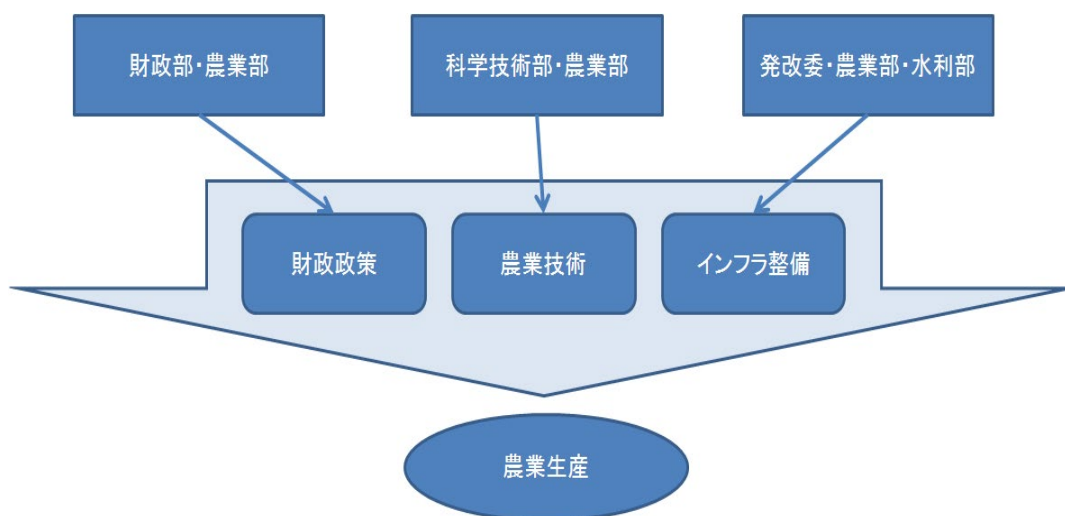 財政部・農業部
科学技術部・農業部
発改委・農業部・水利部
財政政策
農業技術
インフラ整備
農業生産